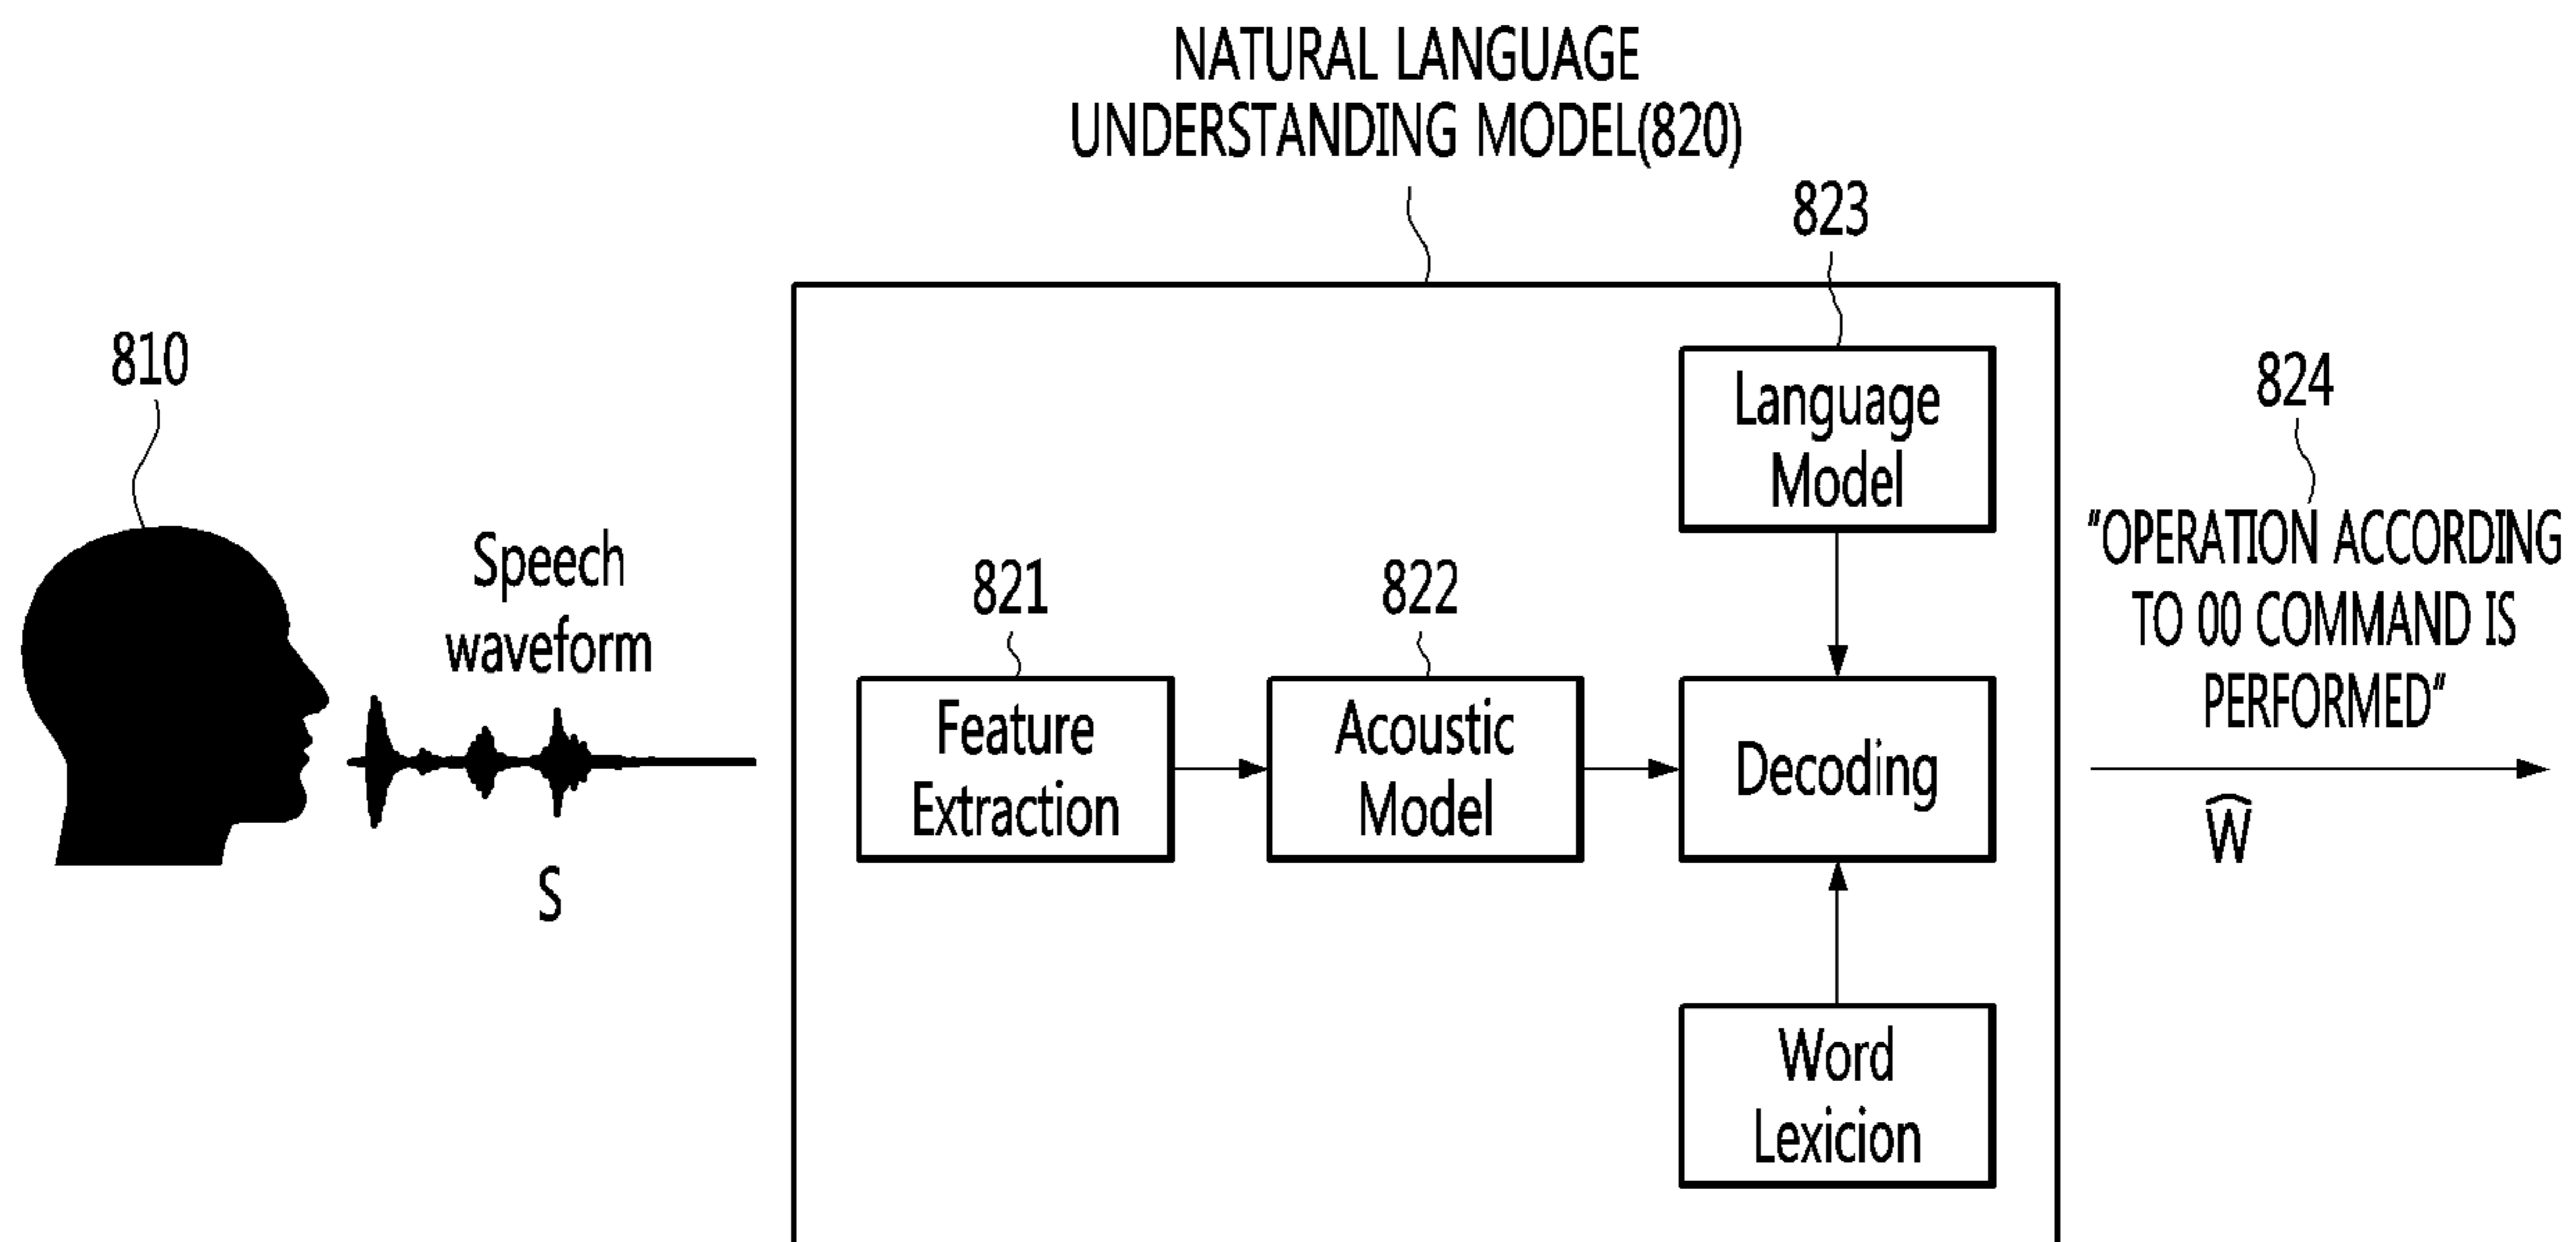 NATURAL LANGUAGE
UNDERSTANDING MODEL(820)
823
810
824
Language
Model
Speech
waveform
"OPERATION ACCORDING
TO 00 COMMAND IS
PERFORMED"
821
822
Feature
Extraction
Acoustic
Model
Decoding
S
Ŵ
Word
Lexicion